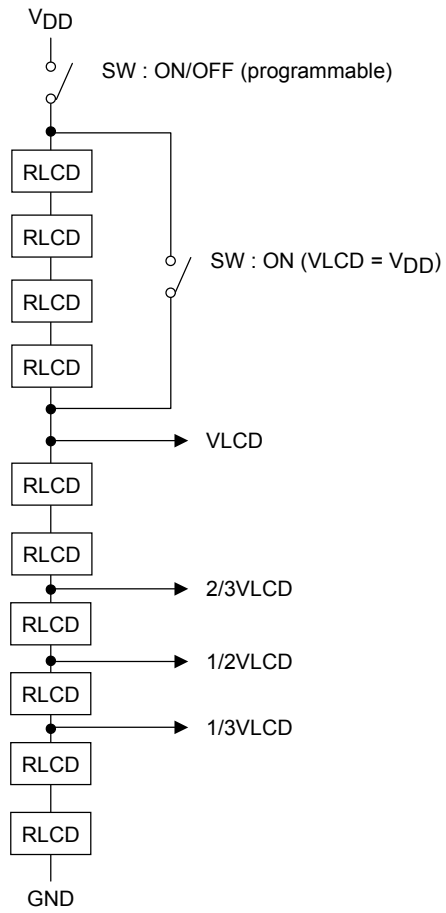 VDD
SW : ON/OFF (programmable)
RLCD
RLCD
RLCD
SW : ON (VLCD = VDD)
RLCD
VLCD
RLCD
RLCD
2/3VLCD
RLCD
1/2VLCD
RLCD
1/3VLCD
RLCD
RLCD
GND